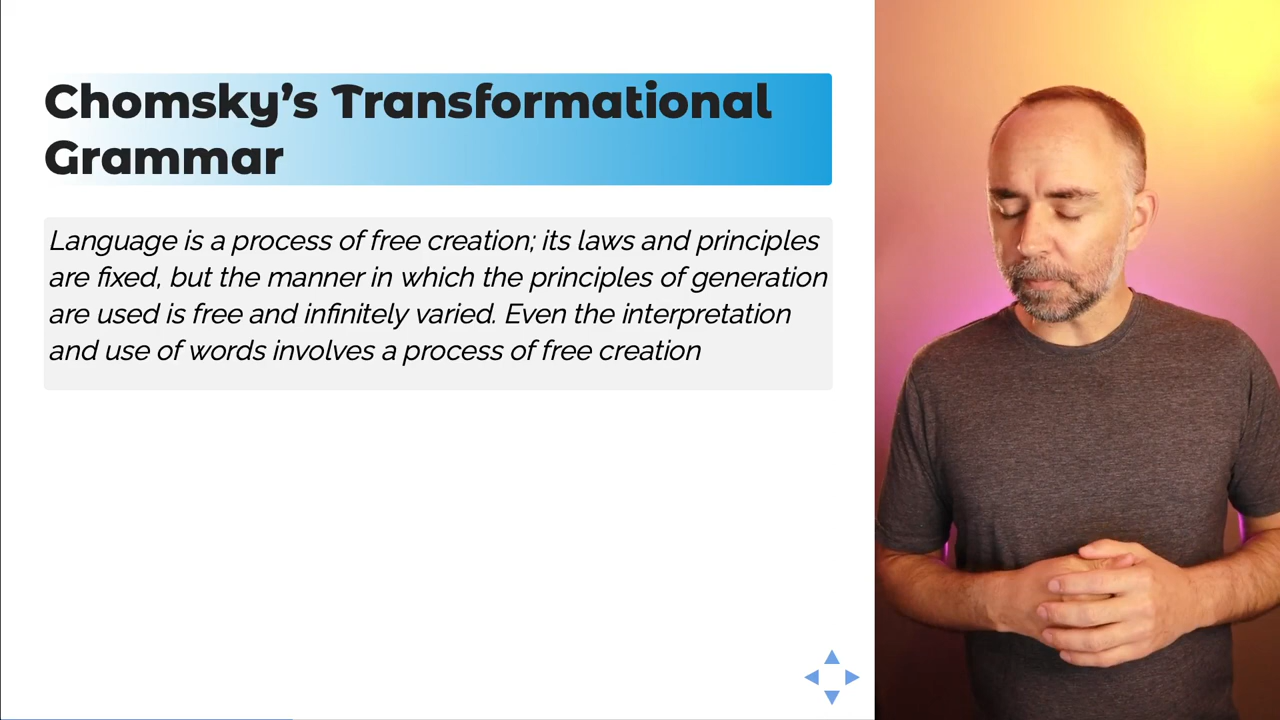 Chomsky's Transformational
Grammar
Language is a process of free creation; its laws and principles
are fixed, but the manner in which the principles of generation
are used is free and infinitely varied. Even the interpretation
and use of words involves a process of free creation